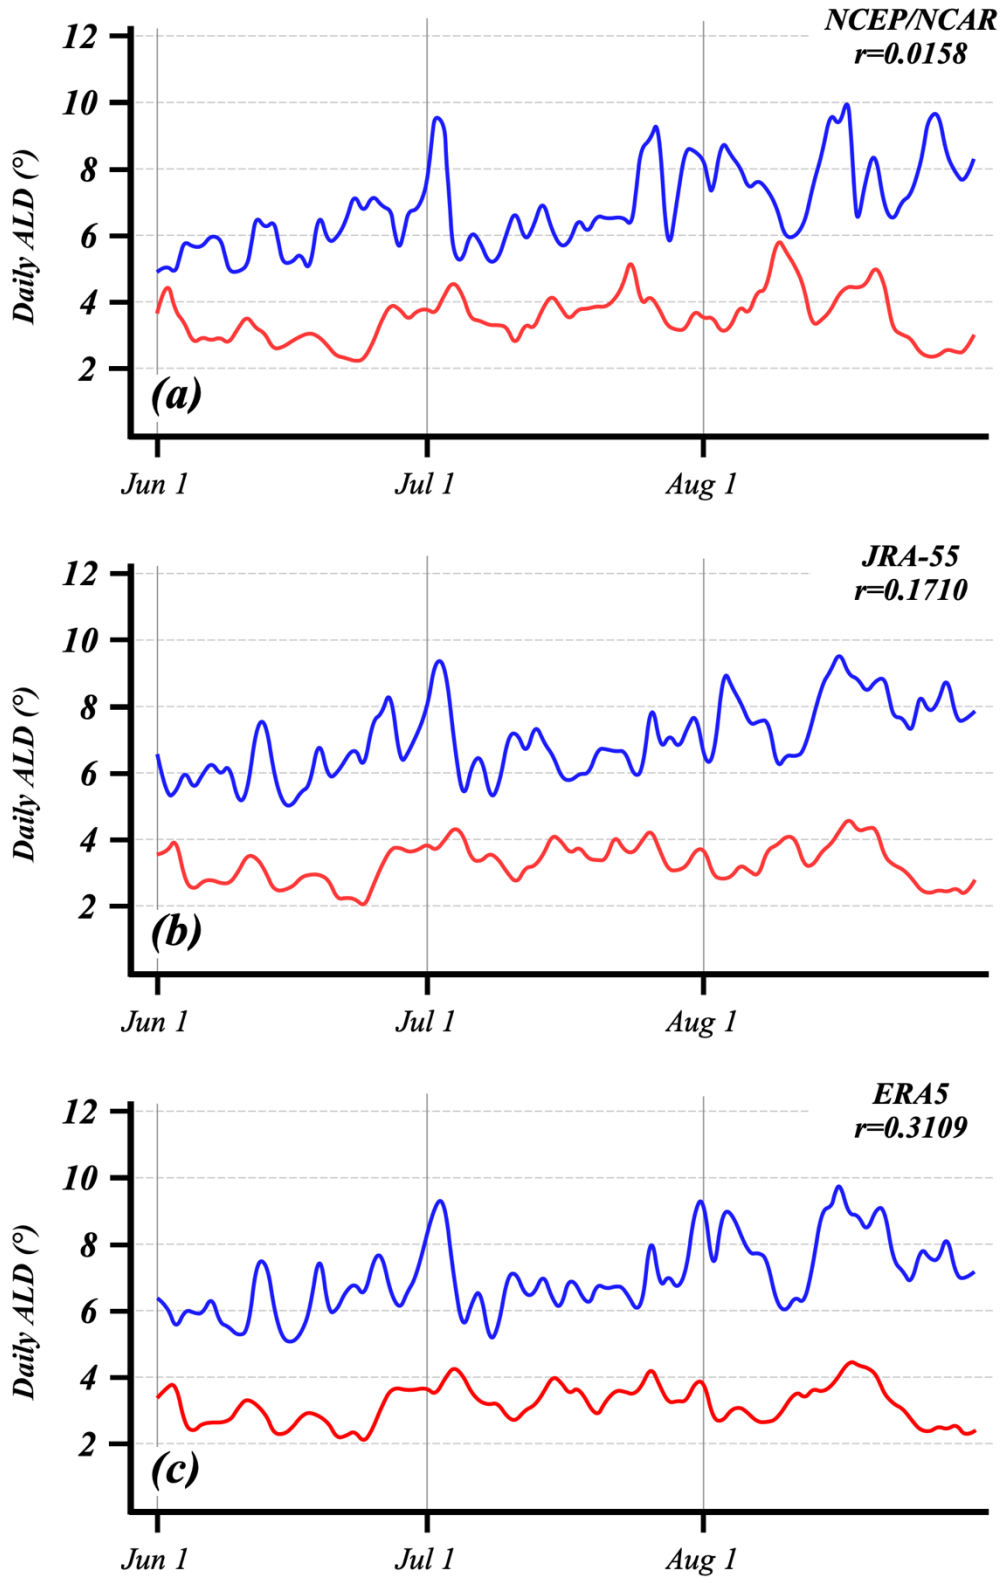 NCEP/NCAR
r=0.0158
12
10
8
6
4
2
Daily ALD (°)
(a)
Jun 1 Jul 1 Aug 1
JRA-55
r=0.1710
12
10
8
6
4
2
Daily ALD (°)
(b)
Jun 1 Jul 1 Aug 1
ERA5
r=0.3109
12
10
8
6
4
2
Daily ALD (°)
(c)
Jun 1 Jul 1 Aug 1